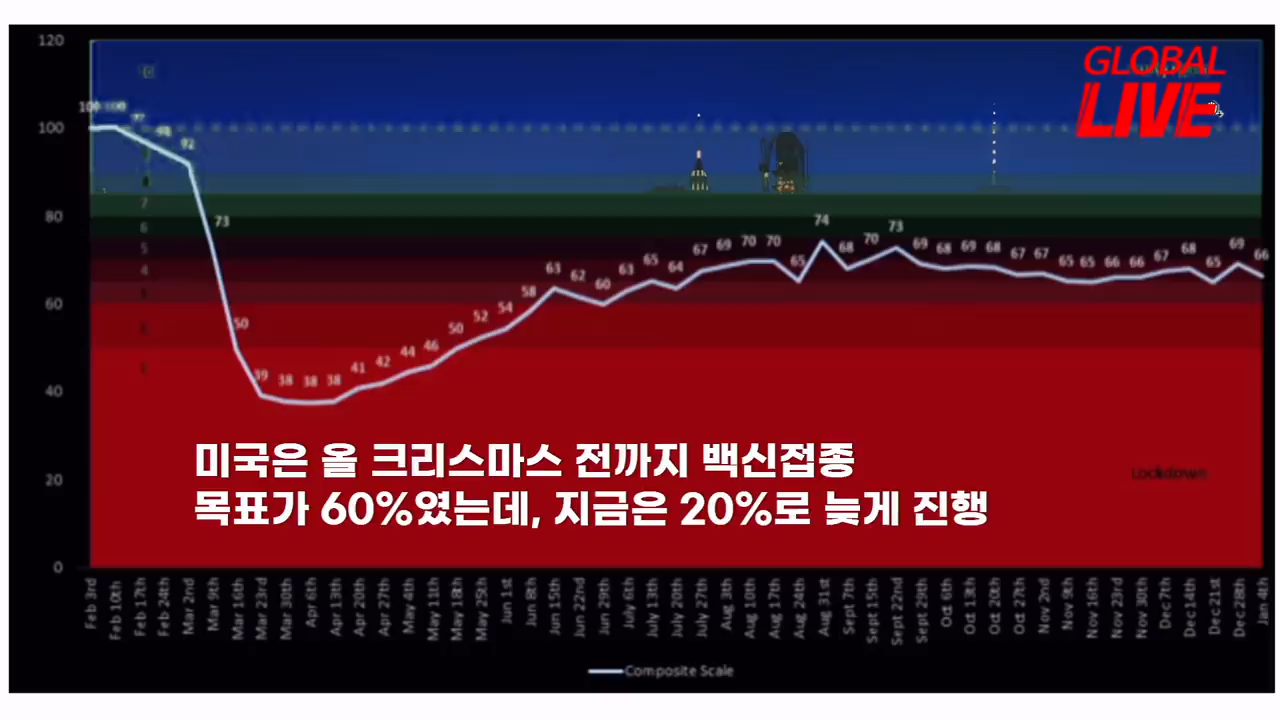 GLOBAL
LIVE
120
100
80
60
40
20
0
7
6
5
4
92
73
50
39
38
38
38
41
42
44
46
50
52
54
58
63
62
60
63
65
64
67
69
70
70
65
74
68
70
73
69
68
69
68
67
67
65
65
66
66
67
68
65
69
66
미국은 올 크리스마스 전까지 백신접종
목표가 60%였는데, 지금은 20%로 늦게 진행
Lockdown
Feb 3rd
Feb 10th
Feb 17th
Feb 24th
Mar 2nd
Mar 9th
Mar 16th
Mar 23rd
Mar 30th
Apr 6th
Apr 13th
Apr 20th
Apr 27th
May 4th
May 11th
May 18th
May 25th
Jun 1st
Jun 8th
Jun 15th
Jun 22nd
Jun 29th
July 6th
July 13th
July 20th
July 27th
Aug 3rd
Aug 10th
Aug 17th
Aug 24th
Aug 31st
Sept 7th
Sept 15th
Sept 22nd
Sept 29th
Oct 6th
Oct 13th
Oct 20th
Oct 27th
Nov 2nd
Nov 9th
Nov 16th
Nov 23rd
Nov 30th
Dec 7th
Dec 14th
Dec 21st
Dec 28th
Jan 4th
Composite Scale